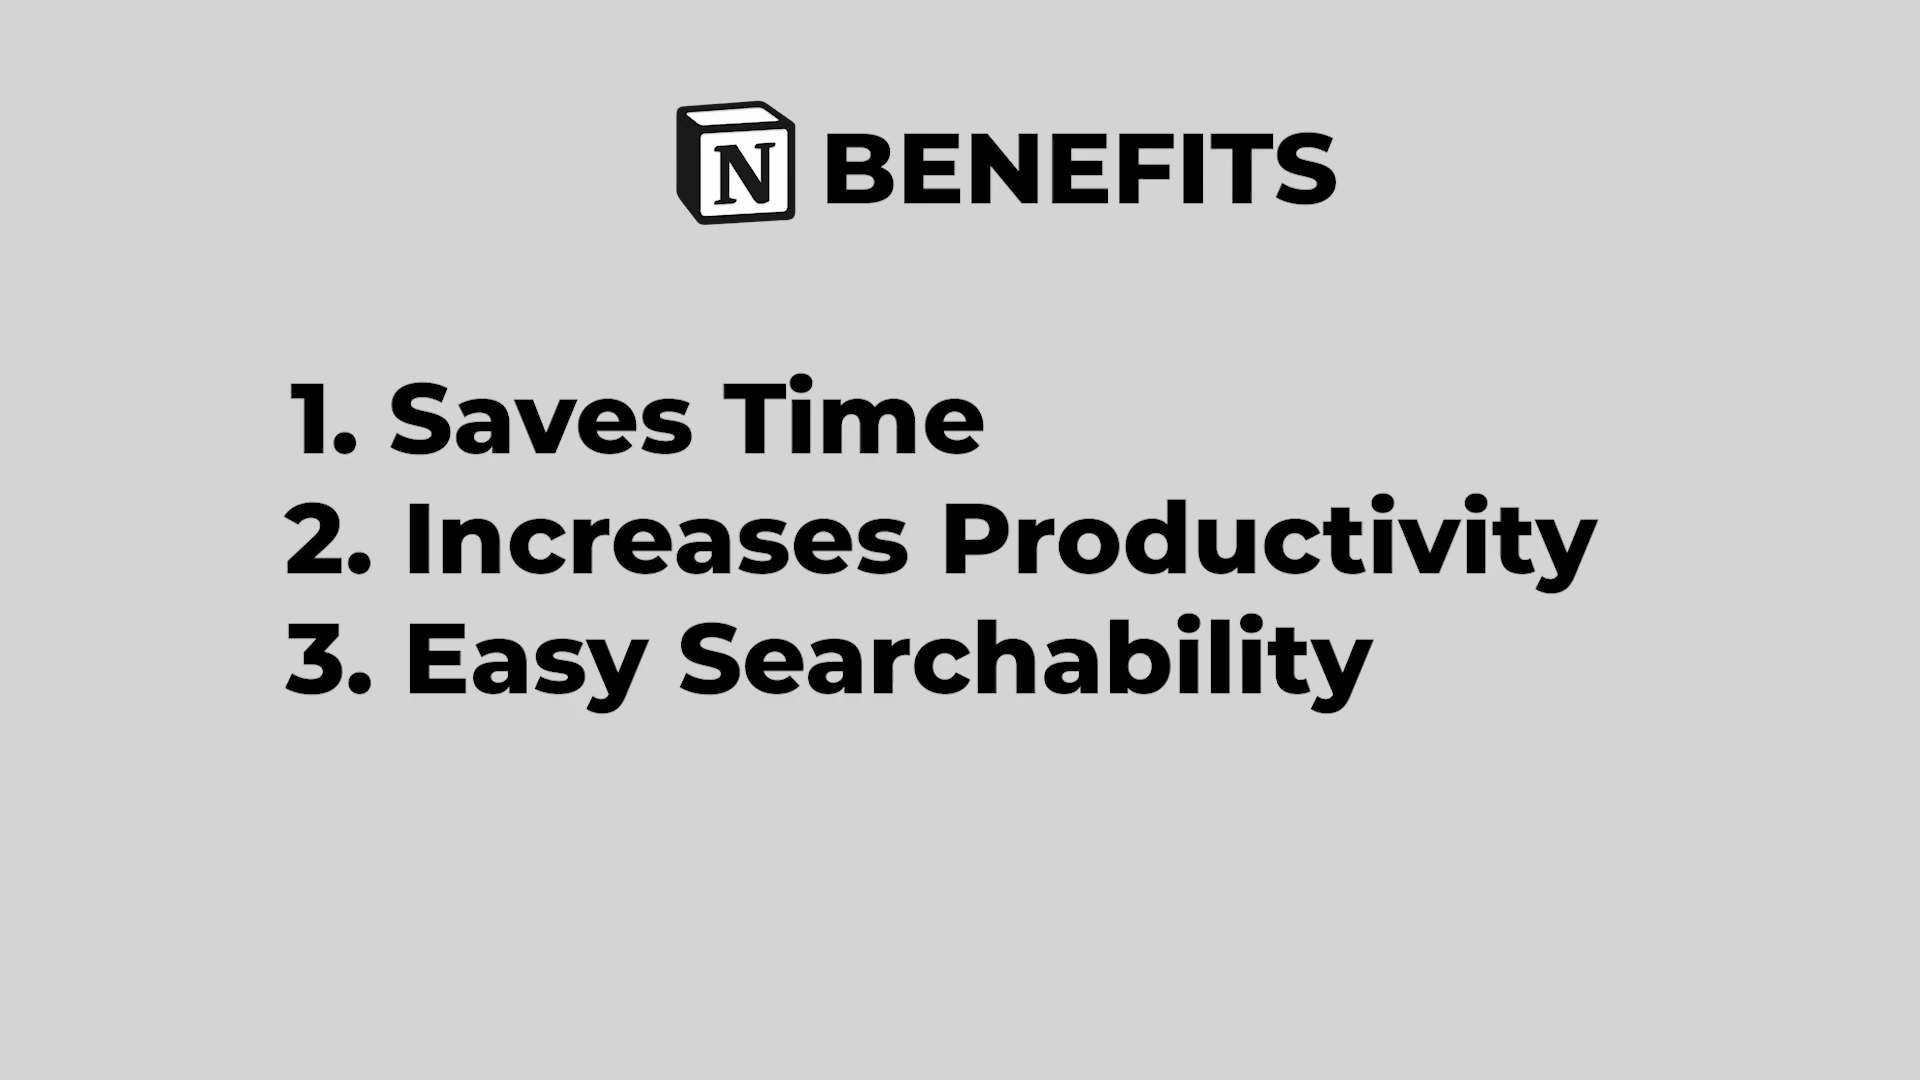 N BENEFITS
1. Saves Time
2. Increases Productivity
3. Easy Searchability